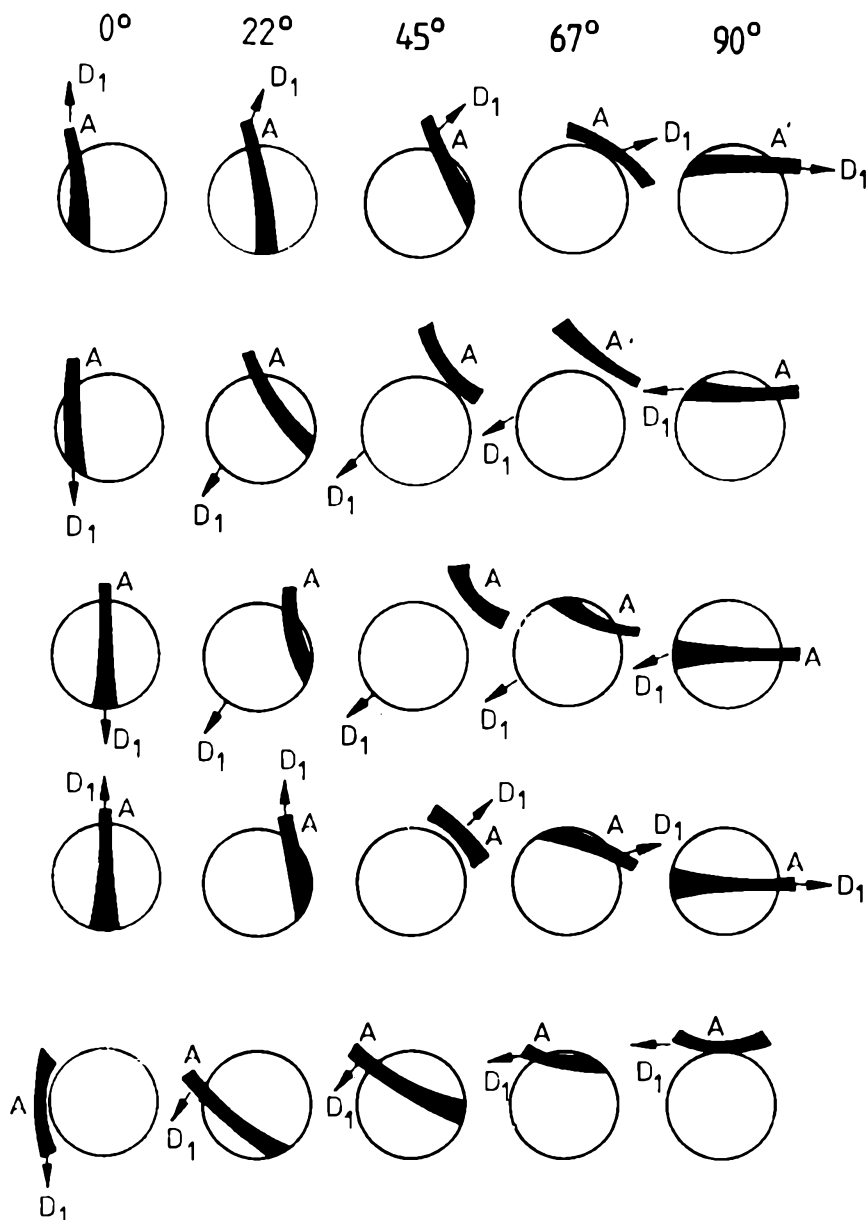 0° 22° 45° 67° 90°
D1 D1 D1
A A A A D1 A' D1
A A A A' A
D1 D1 D1 D1 D1
A A A A A
D1 D1 D1 D1 D1
D1 D1 D1
A A A A D1 A D1
A A A A A
D1 D1 D1 D1 D1